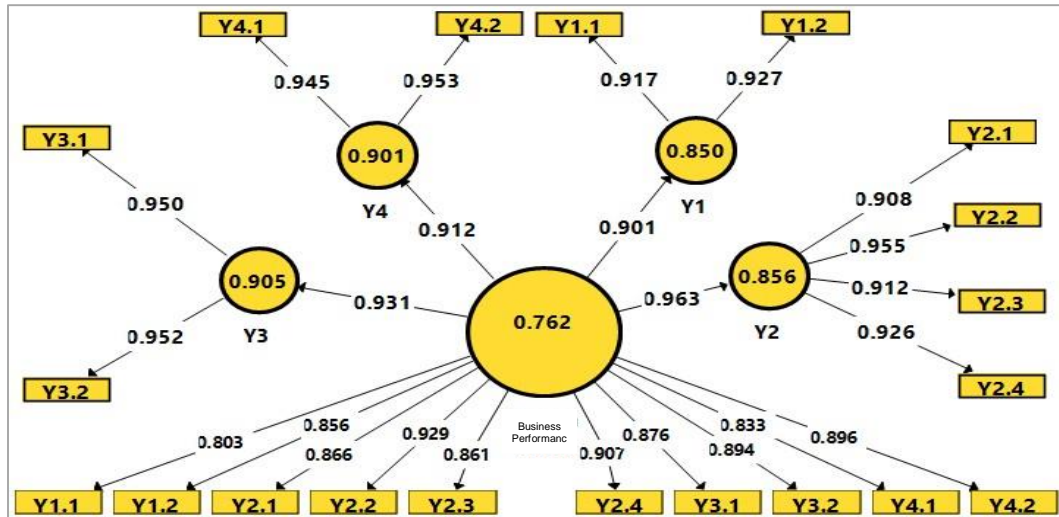 Y4.1
Y4.2
Y1.1
Y1.2
0.945
0.953
0.917
0.927
Y3.1
Y2.1
0.901
0.850
0.950
Y4
Y1
0.908
Y2.2
0.912
0.901
0.955
0.905
0.931
0.963
0.856
0.912
Y2.3
Y3
0.762
Y2
0.952
0.926
Y3.2
Y2.4
0.803
0.856
0.866
0.929
0.861
Business
Performanc
0.907
0.876
0.894
0.833
0.896
Y1.1
Y1.2
Y2.1
Y2.2
Y2.3
Y2.4
Y3.1
Y3.2
Y4.1
Y4.2